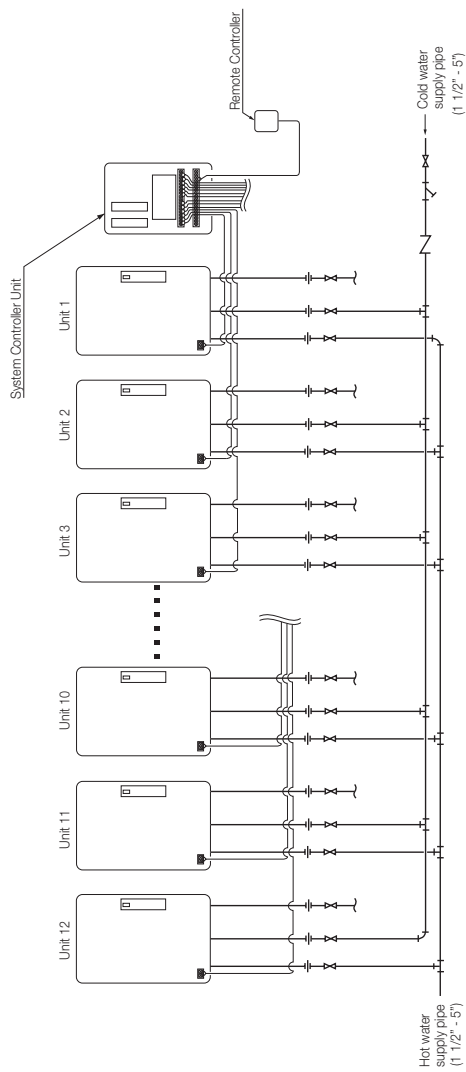 System Controller Unit
Remote Controller
Unit 1
Unit 2
Unit 3
Unit 10
Unit 11
Unit 12
Cold water
supply pipe
(1 1/2" - 5")
Hot water
supply pipe
(1 1/2" - 5")